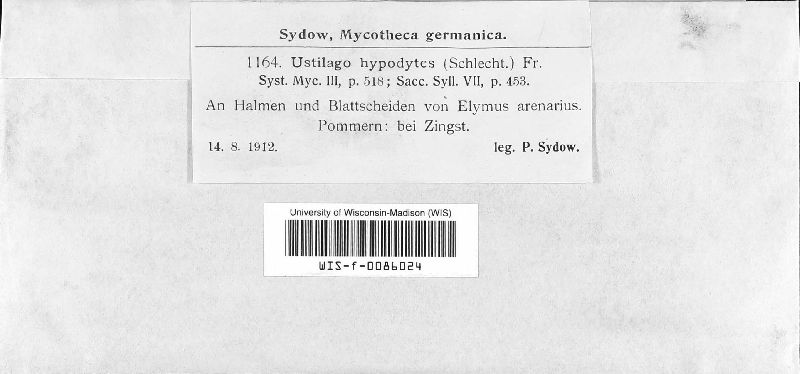 Sydow, Mycotheca germanica.
1164. Ustilago hypodytes (Schlecht.) Fr.
Syst. Myc. III, p. 518; Sacc. Syll. VII, p. 453.
An Halmen und Blattscheiden von Elymus arenarius.
Pommern: bei Zingst.
14. 8. 1912. leg. P. Sydow.
University of Wisconsin-Madison (WIS)
WIS-f-0086024